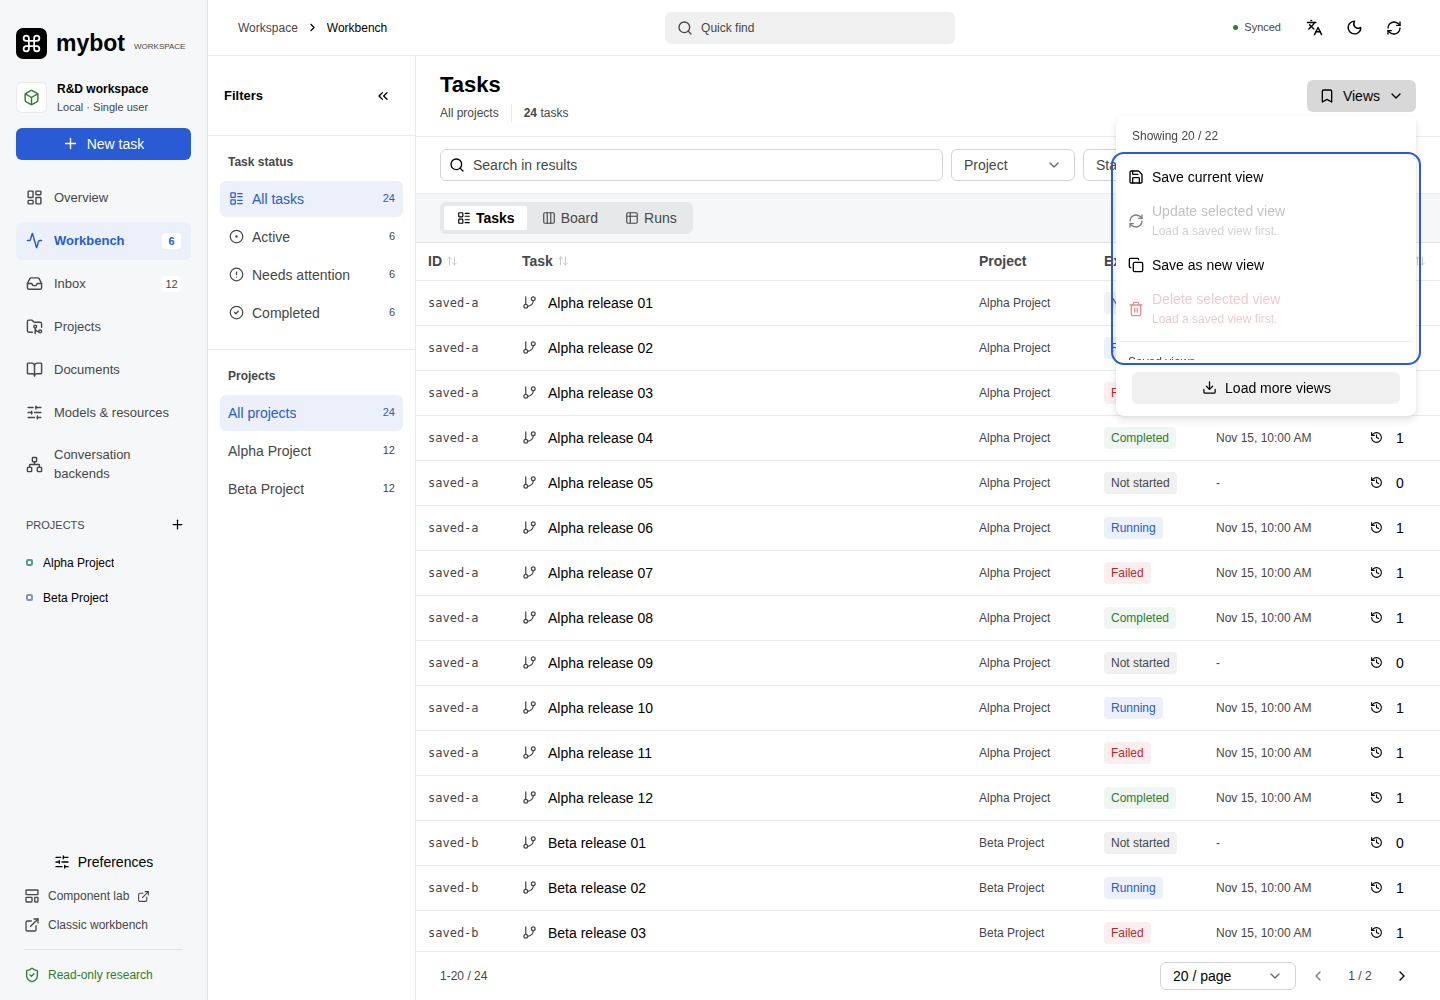 mybot WORKSPACE
R&D workspace
Local · Single user
New task
Overview
Workbench 6
Inbox 12
Projects
Documents
Models & resources
Conversation
backends
PROJECTS
Alpha Project
Beta Project
Preferences
Component lab
Classic workbench
Read-only research
Workspace Workbench
Quick find
Synced
Filters
Task status
All tasks 24
Active 6
Needs attention 6
Completed 6
Projects
All projects 24
Alpha Project 12
Beta Project 12
Tasks
All projects 24 tasks
Views
Showing 20 / 22
Save current view
Update selected view
Load a saved view first.
Save as new view
Delete selected view
Load a saved view first.
Load more views
Search in results
Project
Sta
Tasks Board Runs
ID Task Project
saved-a Alpha release 01 Alpha Project
saved-a Alpha release 02 Alpha Project
saved-a Alpha release 03 Alpha Project
saved-a Alpha release 04 Alpha Project Completed Nov 15, 10:00 AM 1
saved-a Alpha release 05 Alpha Project Not started - 0
saved-a Alpha release 06 Alpha Project Running Nov 15, 10:00 AM 1
saved-a Alpha release 07 Alpha Project Failed Nov 15, 10:00 AM 1
saved-a Alpha release 08 Alpha Project Completed Nov 15, 10:00 AM 1
saved-a Alpha release 09 Alpha Project Not started - 0
saved-a Alpha release 10 Alpha Project Running Nov 15, 10:00 AM 1
saved-a Alpha release 11 Alpha Project Failed Nov 15, 10:00 AM 1
saved-a Alpha release 12 Alpha Project Completed Nov 15, 10:00 AM 1
saved-b Beta release 01 Beta Project Not started - 0
saved-b Beta release 02 Beta Project Running Nov 15, 10:00 AM 1
saved-b Beta release 03 Beta Project Failed Nov 15, 10:00 AM 1
1-20 / 24
20 / page
1 / 2